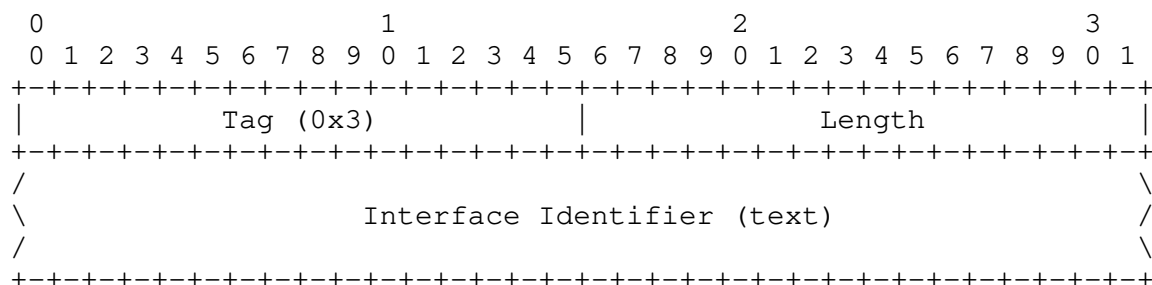 0                   1                   2                   3
 0 1 2 3 4 5 6 7 8 9 0 1 2 3 4 5 6 7 8 9 0 1 2 3 4 5 6 7 8 9 0 1
+-+-+-+-+-+-+-+-+-+-+-+-+-+-+-+-+-+-+-+-+-+-+-+-+-+-+-+-+-+-+-+-+
|           Tag (0x3)           |            Length             |
+-+-+-+-+-+-+-+-+-+-+-+-+-+-+-+-+-+-+-+-+-+-+-+-+-+-+-+-+-+-+-+-+
/                                                               \
\                   Interface Identifier (text)                 /
/                                                               \
+-+-+-+-+-+-+-+-+-+-+-+-+-+-+-+-+-+-+-+-+-+-+-+-+-+-+-+-+-+-+-+-+